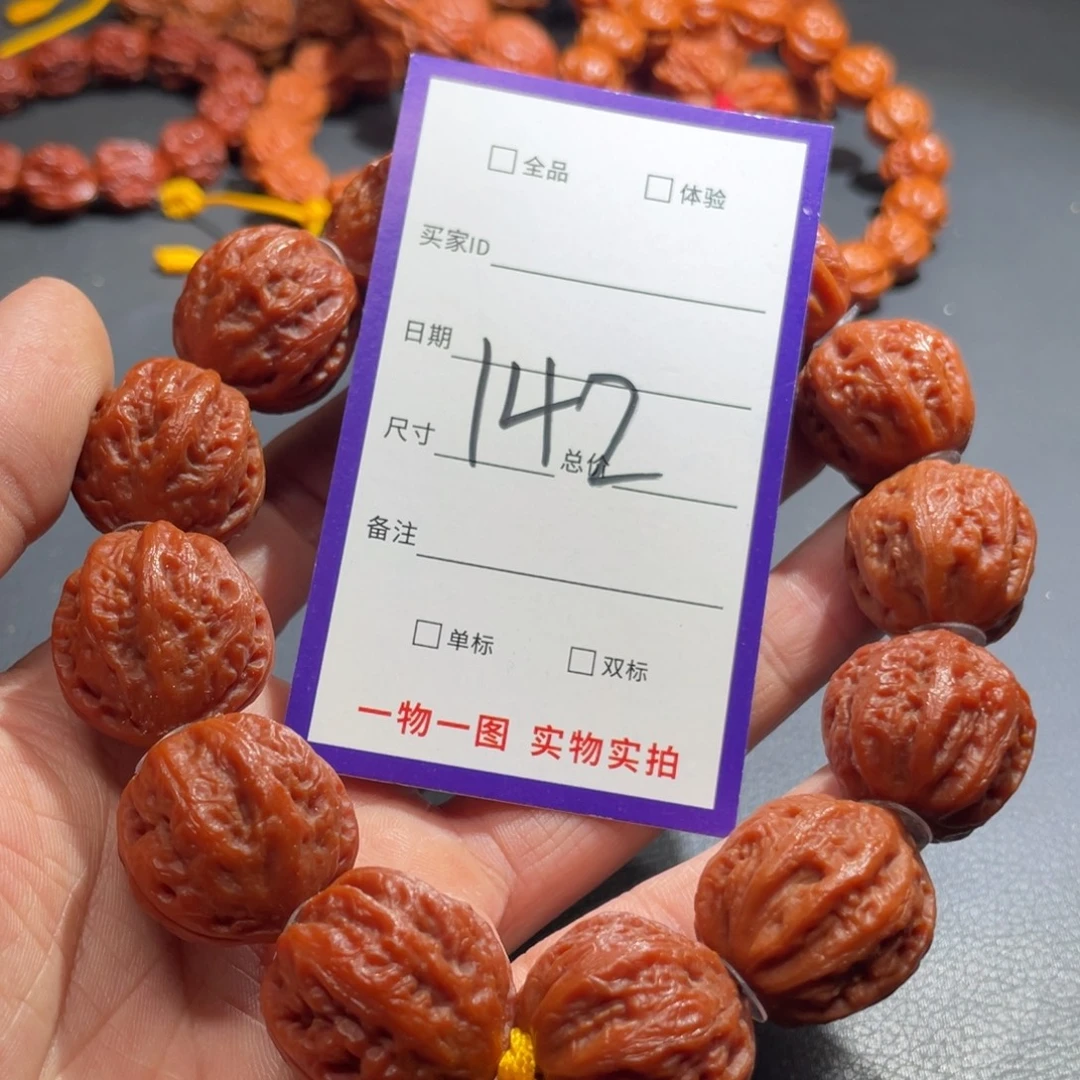 □ 全品 □ 体验
买家ID
日期
142
尺寸 总价
备注
□ 单标 □ 双标
一物一图 实物实拍